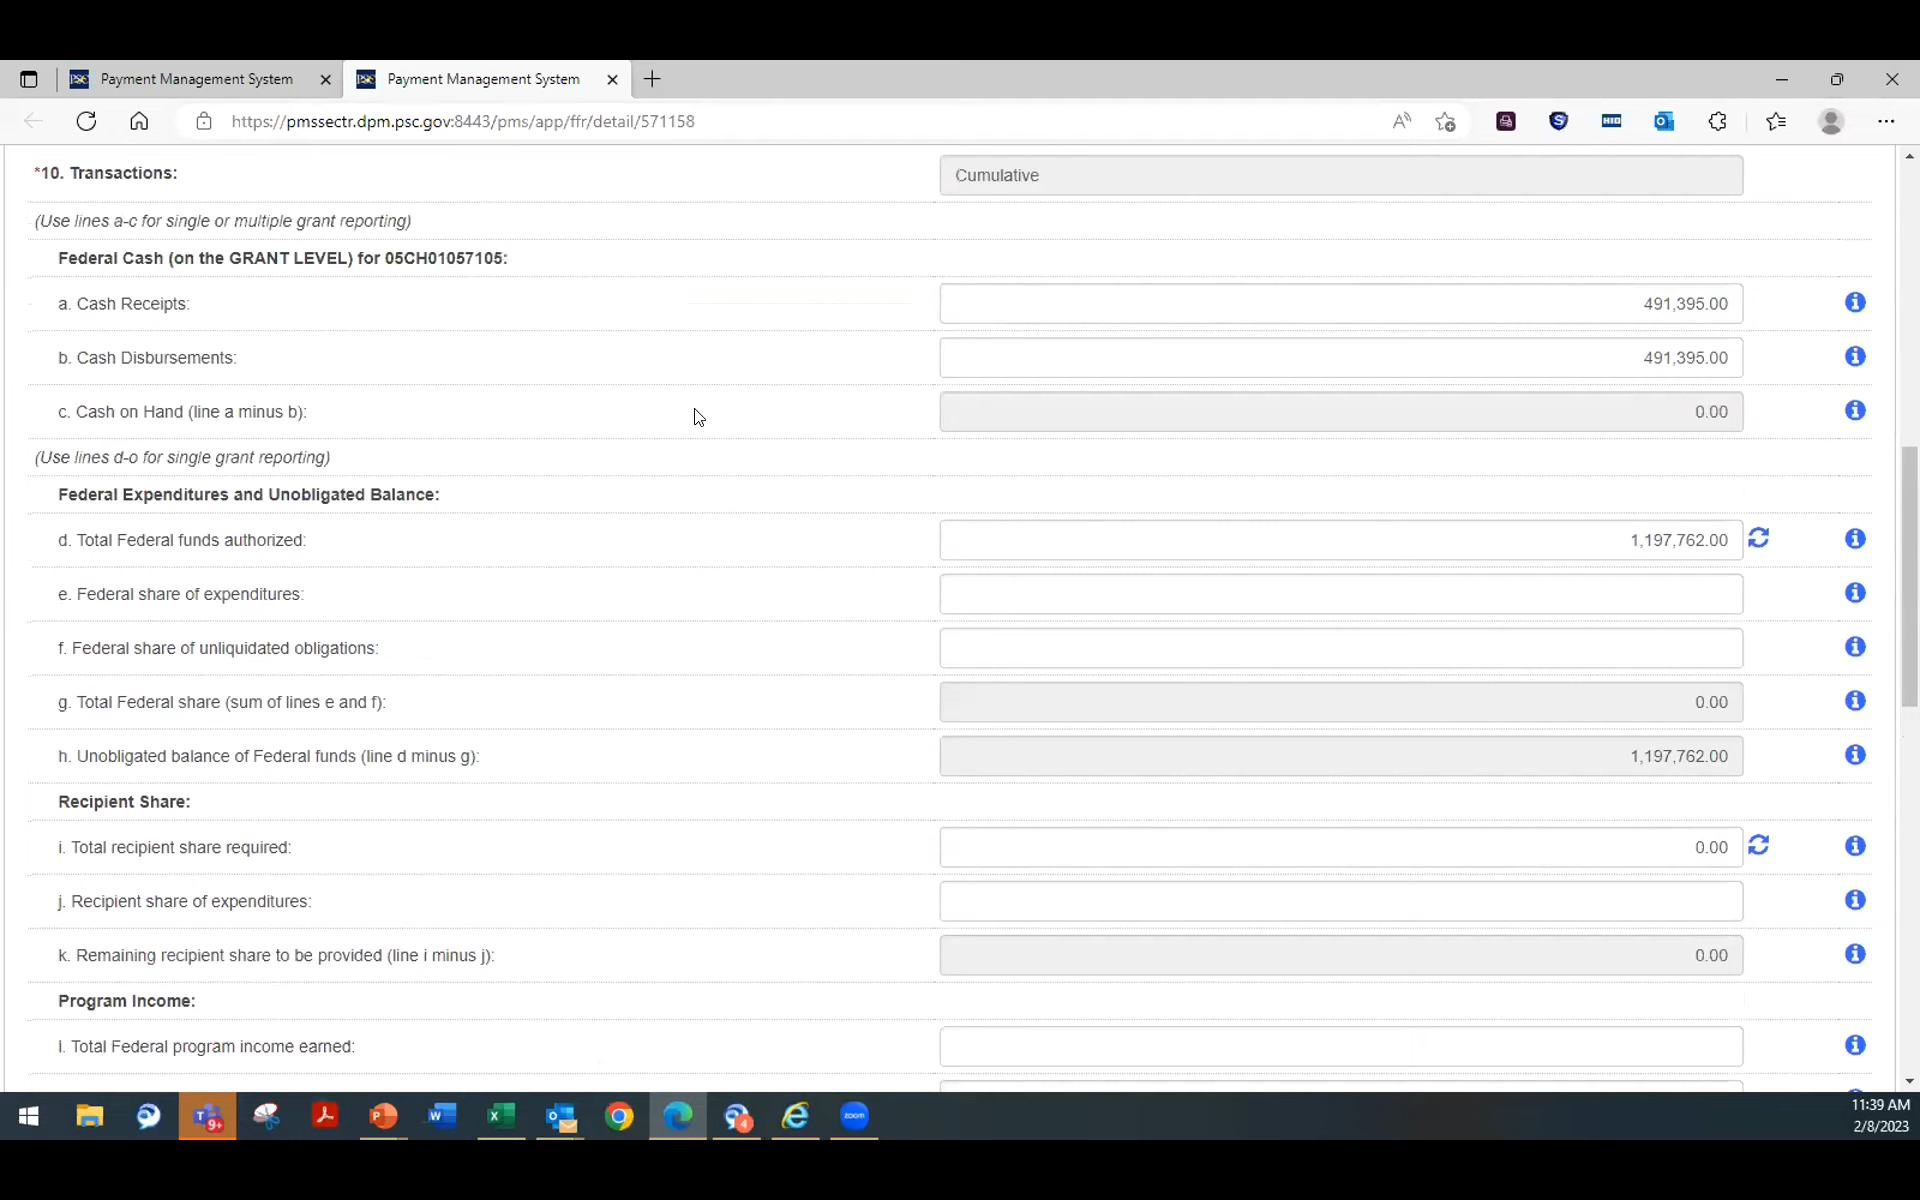 Payment Management System
Payment Management System
https://pmssectr.dpm.psc.gov:8443/pms/app/ffr/detail/571158
*10. Transactions:
Cumulative
(Use lines a-c for single or multiple grant reporting)
Federal Cash (on the GRANT LEVEL) for 05CH01057105:
a. Cash Receipts:
491,395.00
b. Cash Disbursements:
491,395.00
c. Cash on Hand (line a minus b):
0.00
(Use lines d-o for single grant reporting)
Federal Expenditures and Unobligated Balance:
d. Total Federal funds authorized:
1,197,762.00
e. Federal share of expenditures:
f. Federal share of unliquidated obligations:
g. Total Federal share (sum of lines e and f):
0.00
h. Unobligated balance of Federal funds (line d minus g):
1,197,762.00
Recipient Share:
i. Total recipient share required:
0.00
j. Recipient share of expenditures:
k. Remaining recipient share to be provided (line i minus j):
0.00
Program Income:
l. Total Federal program income earned:
11:39 AM
2/8/2023